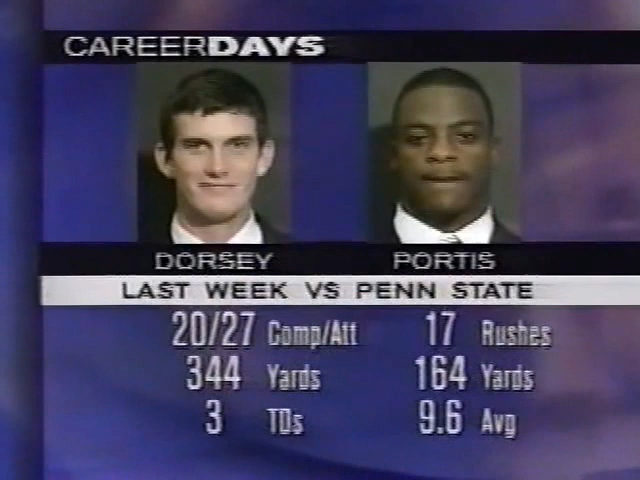 CAREERDAYS
DORSEY PORTIS
LAST WEEK VS PENN STATE
20/27 Comp/Att 17 Rushes
344 Yards 164 Yards
3 TDs 9.6 Avg